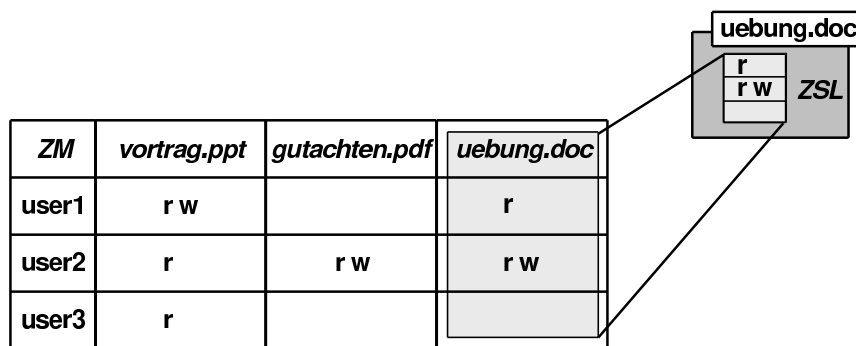 uebung.doc
r
r w
ZSL
ZM vortrag.ppt gutachten.pdf uebung.doc
user1 r w r
user2 r r w r w
user3 r